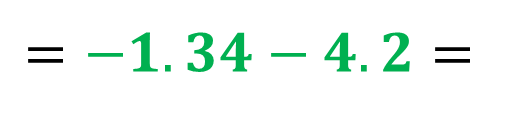 = −1.34 − 4.2 =